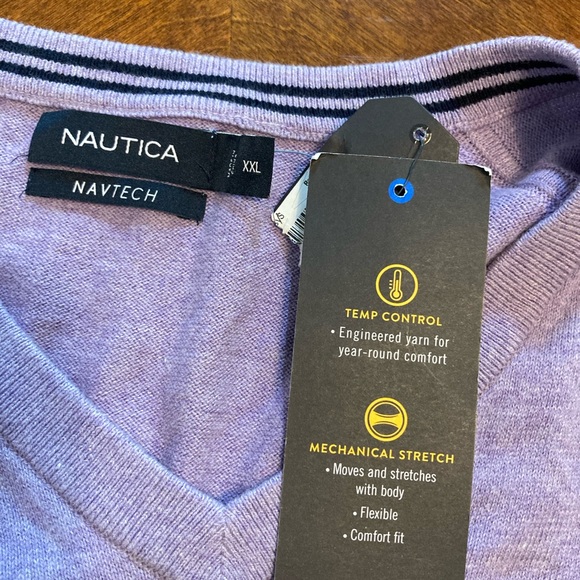 NAUTICA
XXL
NAVTECH
TEMP CONTROL
• Engineered yarn for
year-round comfort
MECHANICAL STRETCH
• Moves and stretches
with body
• Flexible
• Comfort fit